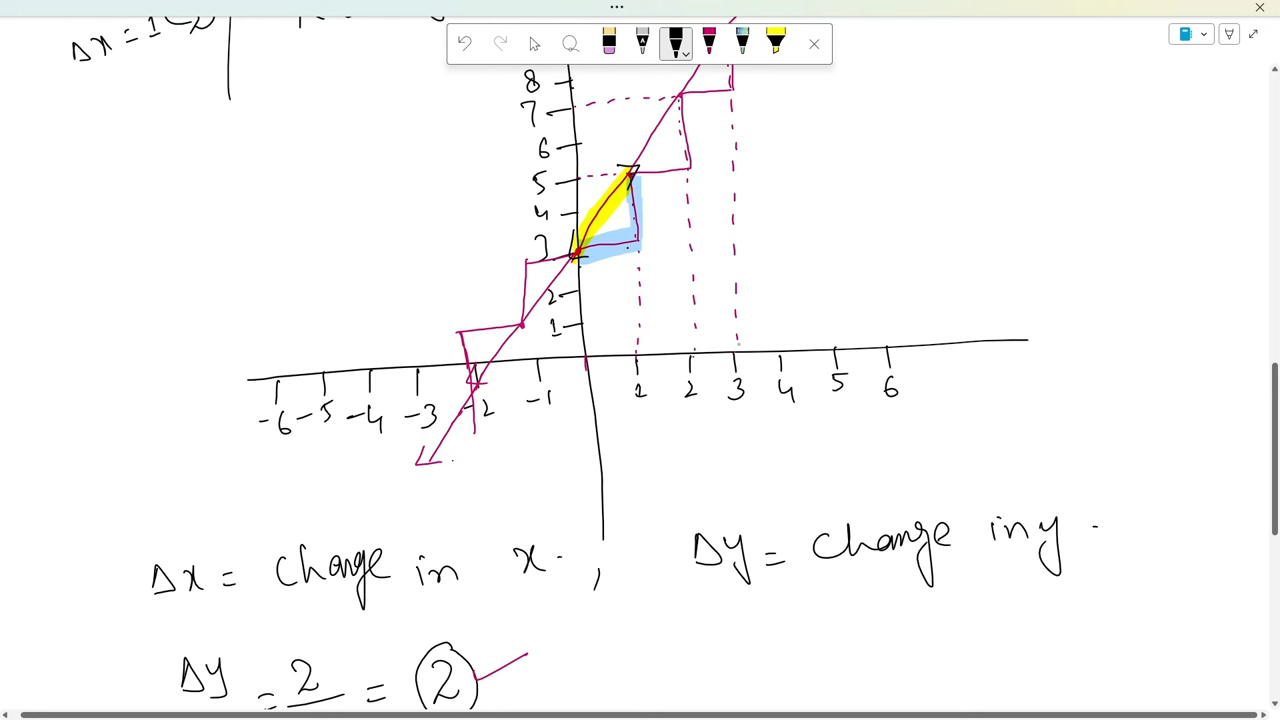 Δx = 1
8
7
6
5
4
3
2
1
-6 -5 -4 -3 -2 -1 1 2 3 4 5 6
Δx = Change in x. , Δy = Change in y.
Δy = 2 = 2